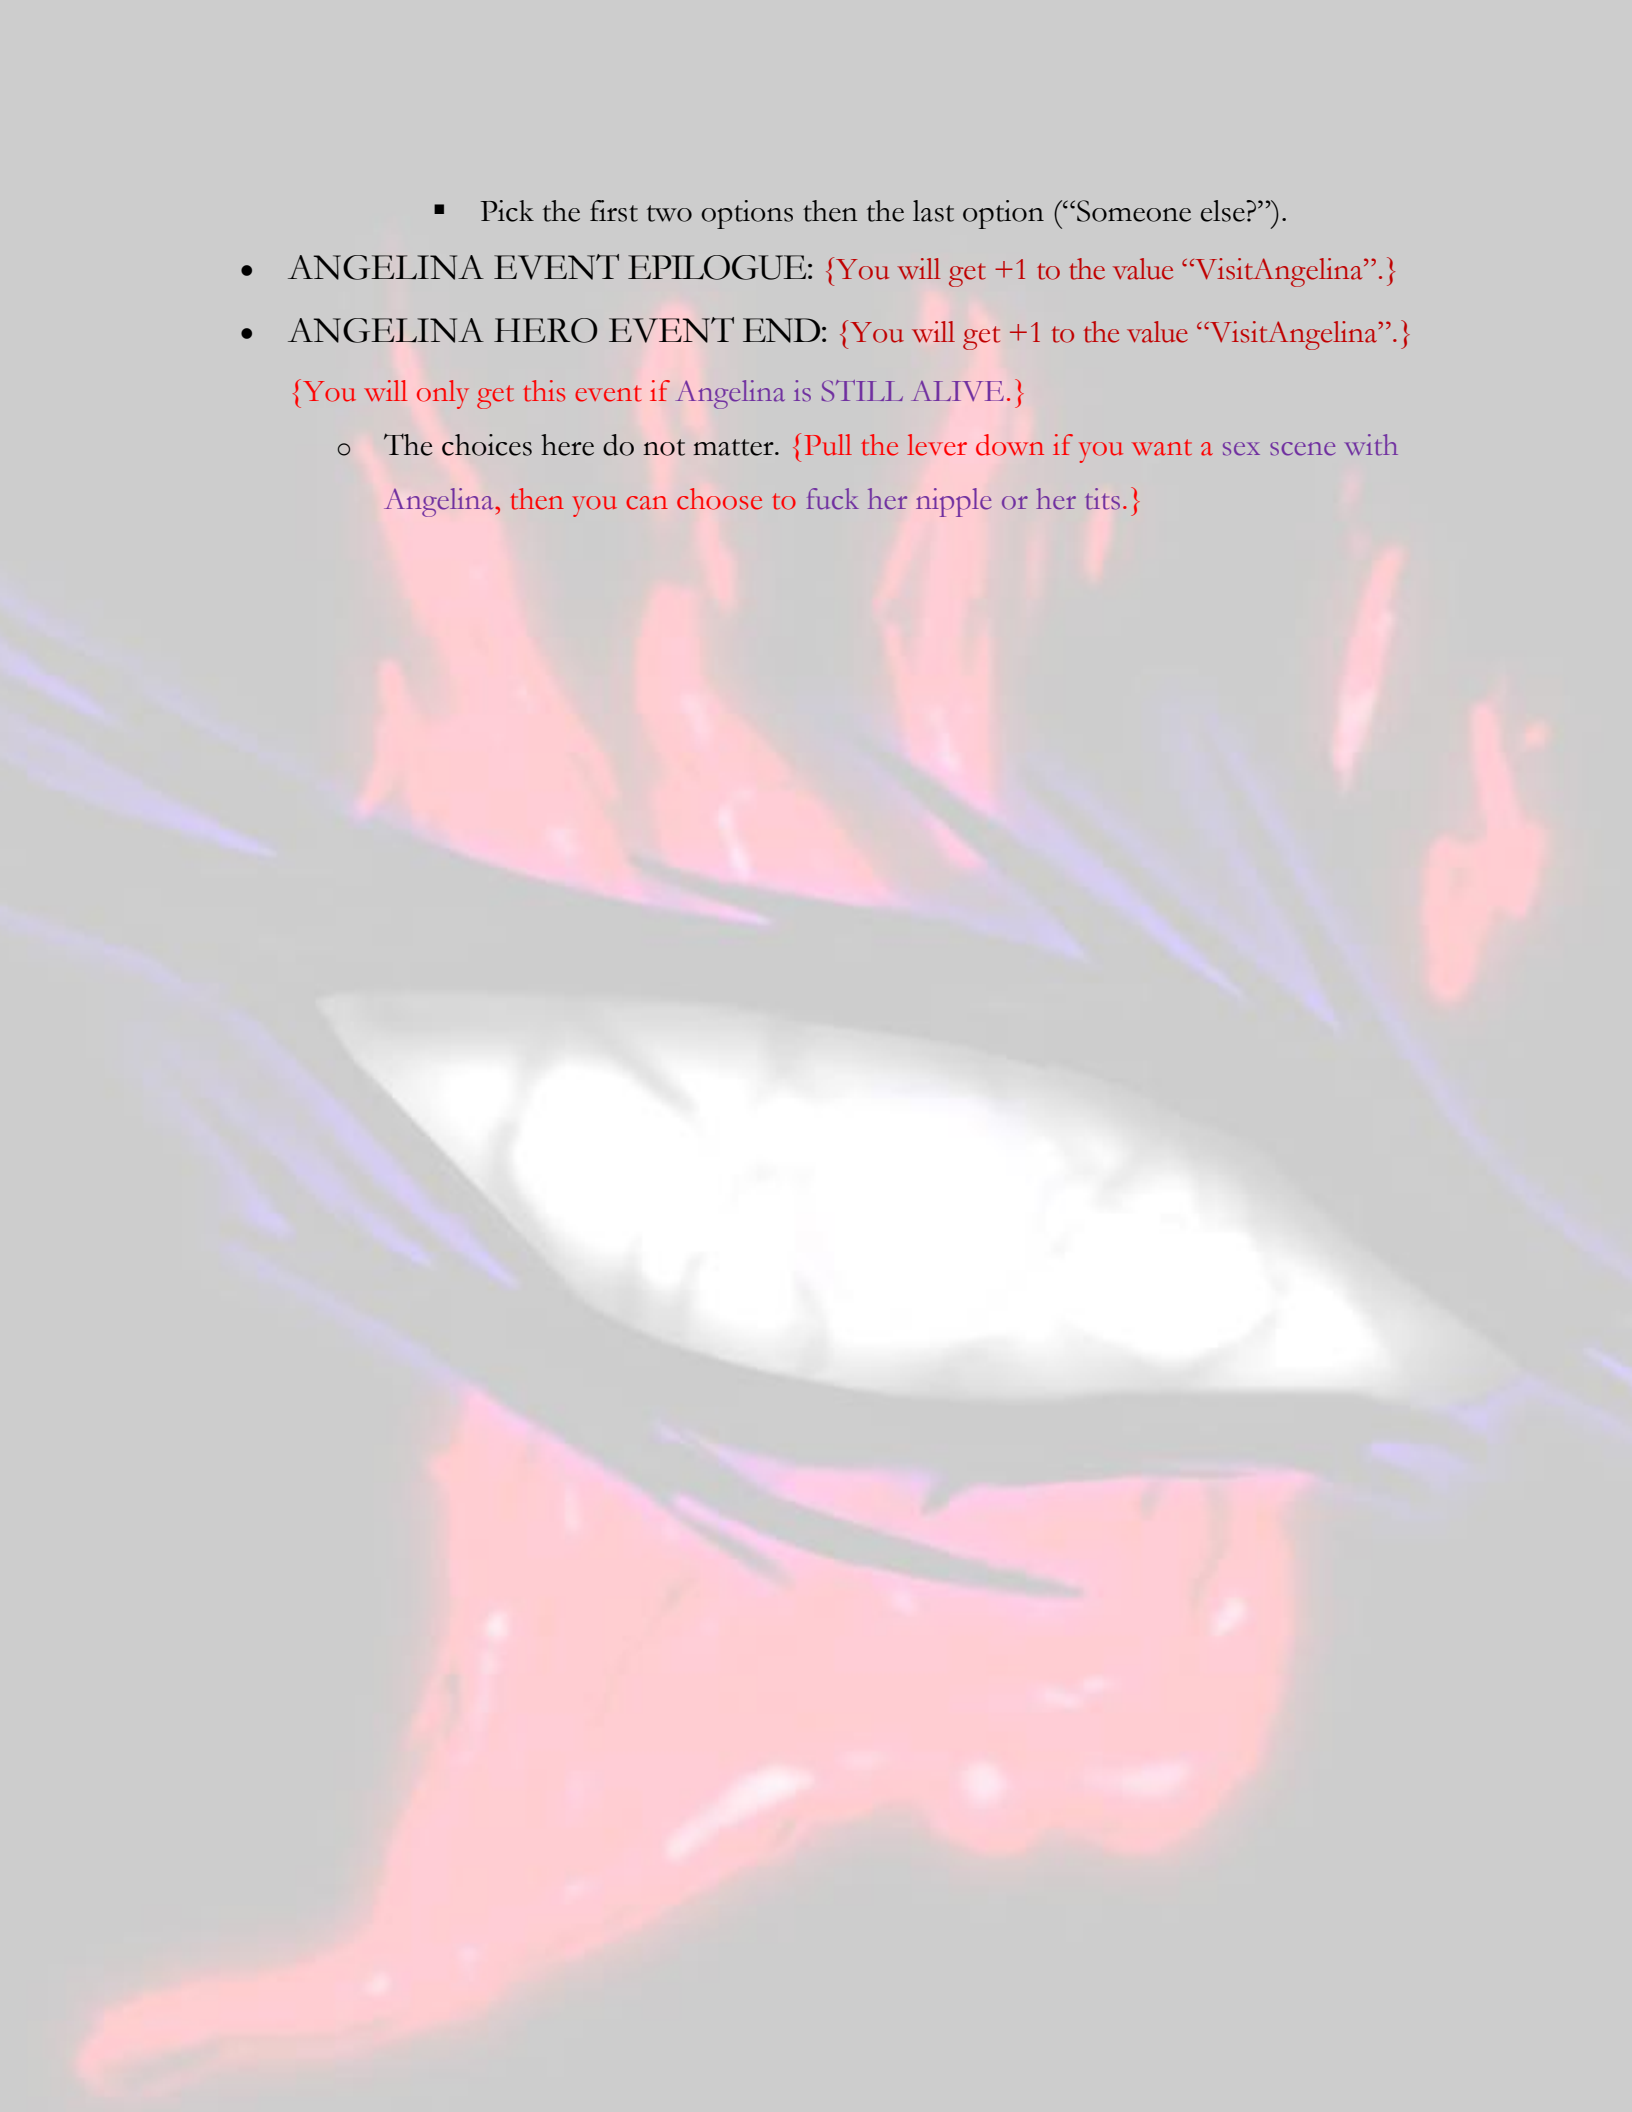 ▪ Pick the first two options then the last option (“Someone else?”).
• ANGELINA EVENT EPILOGUE: {You will get +1 to the value “VisitAngelina”.}
• ANGELINA HERO EVENT END: {You will get +1 to the value “VisitAngelina”.}
{You will only get this event if Angelina is STILL ALIVE.}
o The choices here do not matter. {Pull the lever down if you want a sex scene with
Angelina, then you can choose to fuck her nipple or her tits.}